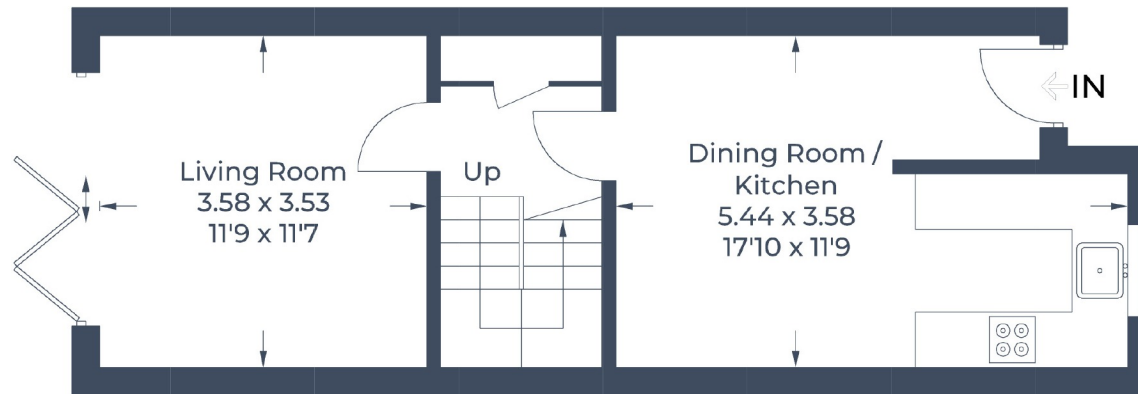 Living Room
3.58 x 3.53
11'9 x 11'7
Up
Dining Room /
Kitchen
5.44 x 3.58
17'10 x 11'9
IN